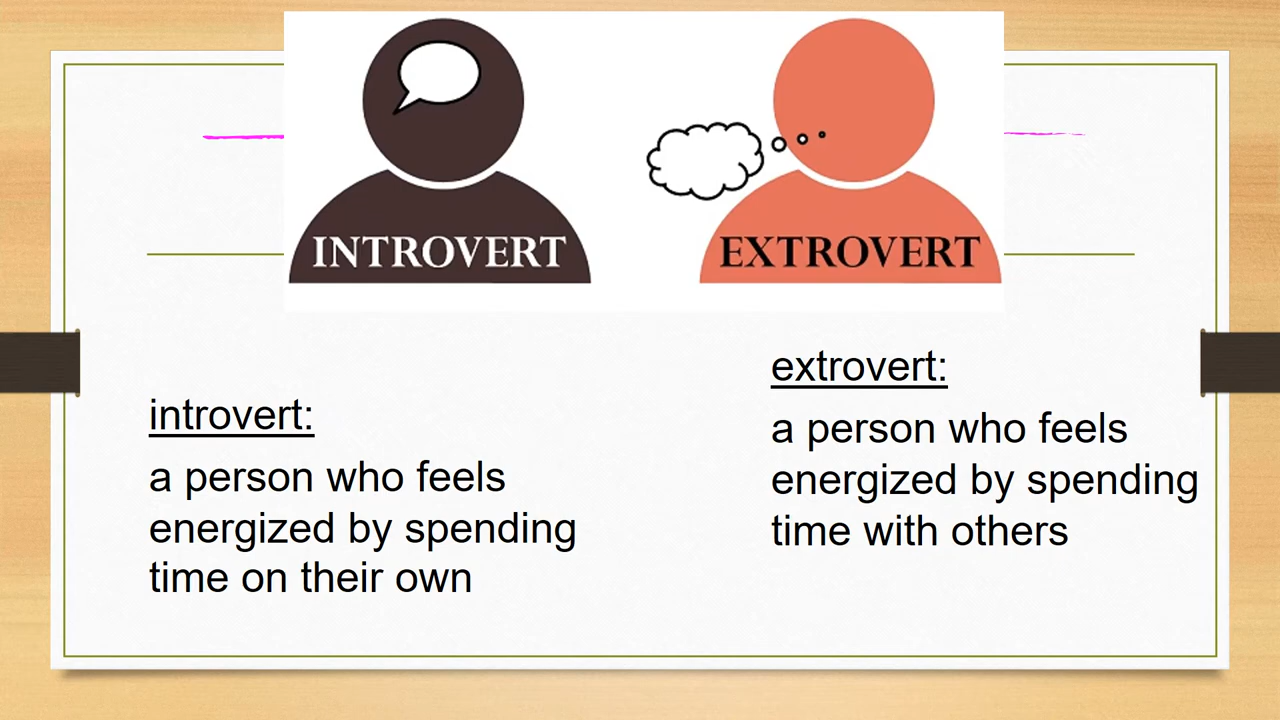 INTROVERT
EXTROVERT
introvert:
a person who feels
energized by spending
time on their own
extrovert:
a person who feels
energized by spending
time with others